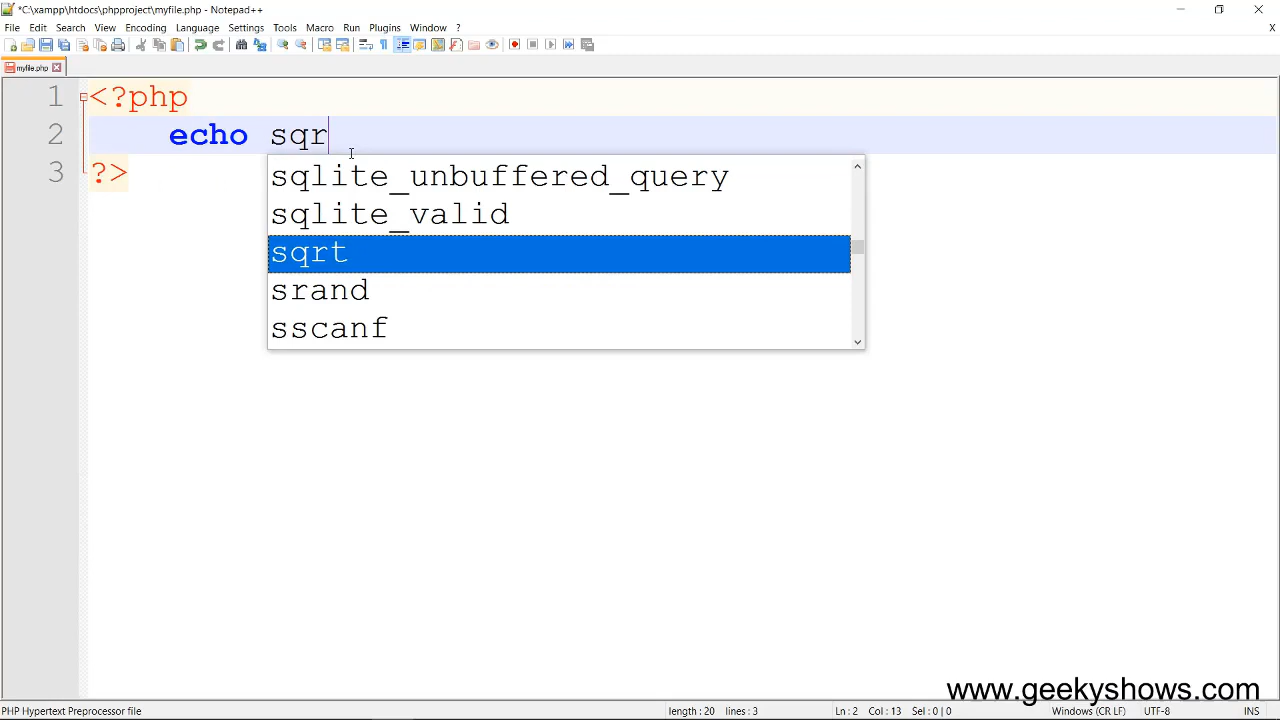 *C:\xampp\htdocs\phpproject\myfile.php - Notepad++
File Edit Search View Encoding Language Settings Tools Macro Run Plugins Window ? X
myfile.php
1 <?php
2 echo sqr
3 ?>
sqlite_unbuffered_query
sqlite_valid
sqrt
srand
sscanf
www.geekyshows.com
PHP Hypertext Preprocessor file length : 20 lines : 3 Ln : 2 Col : 13 Sel : 0 | 0 Windows (CR LF) UTF-8 INS